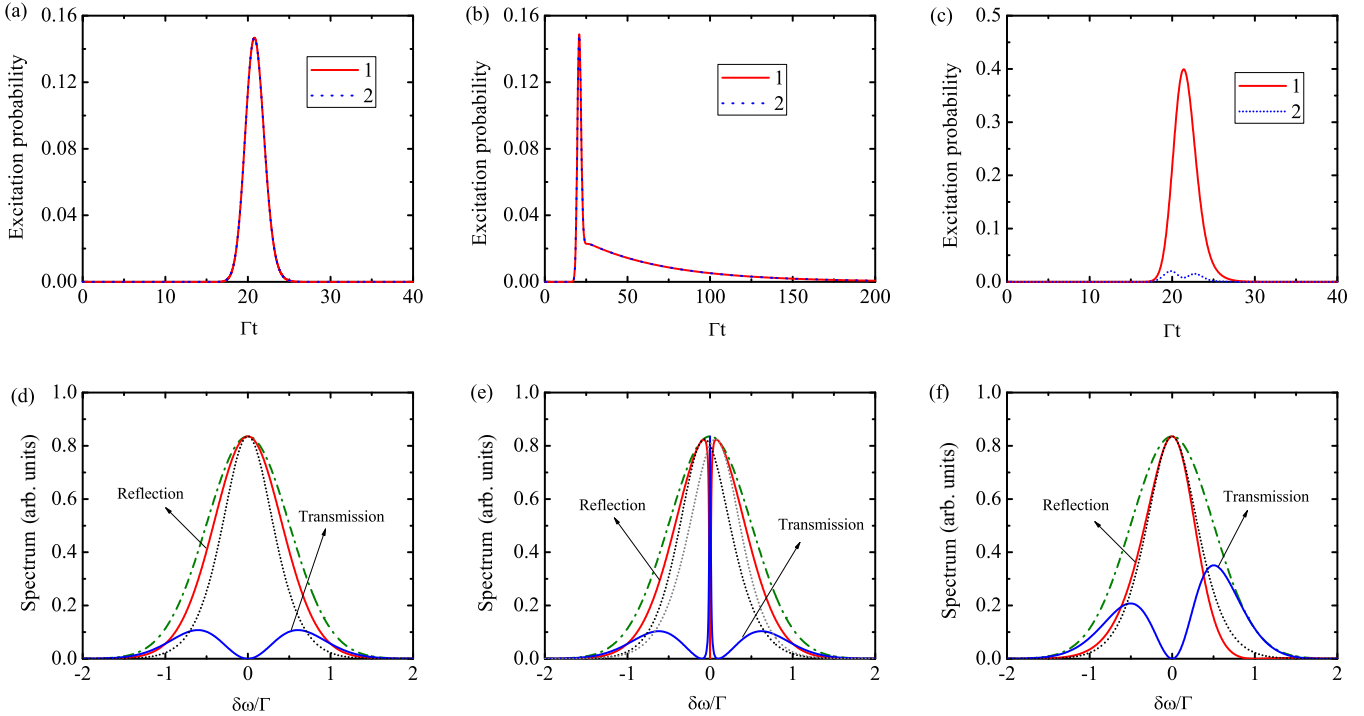 (a)
0.16
0.12
0.08
0.04
0.00
Excitation probability
1
2
0 10 20 30 40
Γt
(b)
0.16
0.12
0.08
0.04
0.00
Excitation probability
1
2
0 50 100 150 200
Γt
(c)
0.5
0.4
0.3
0.2
0.1
0.0
Excitation probability
1
2
0 10 20 30 40
Γt
(d)
1.0
0.8
0.6
0.4
0.2
0.0
Spectrum (arb. units)
Reflection
Transmission
-2 -1 0 1 2
δω/Γ
(e)
1.0
0.8
0.6
0.4
0.2
0.0
Spectrum (arb. units)
Reflection
Transmission
-2 -1 0 1 2
δω/Γ
(f)
1.0
0.8
0.6
0.4
0.2
0.0
Spectrum (arb. units)
Reflection
Transmission
-2 -1 0 1 2
δω/Γ